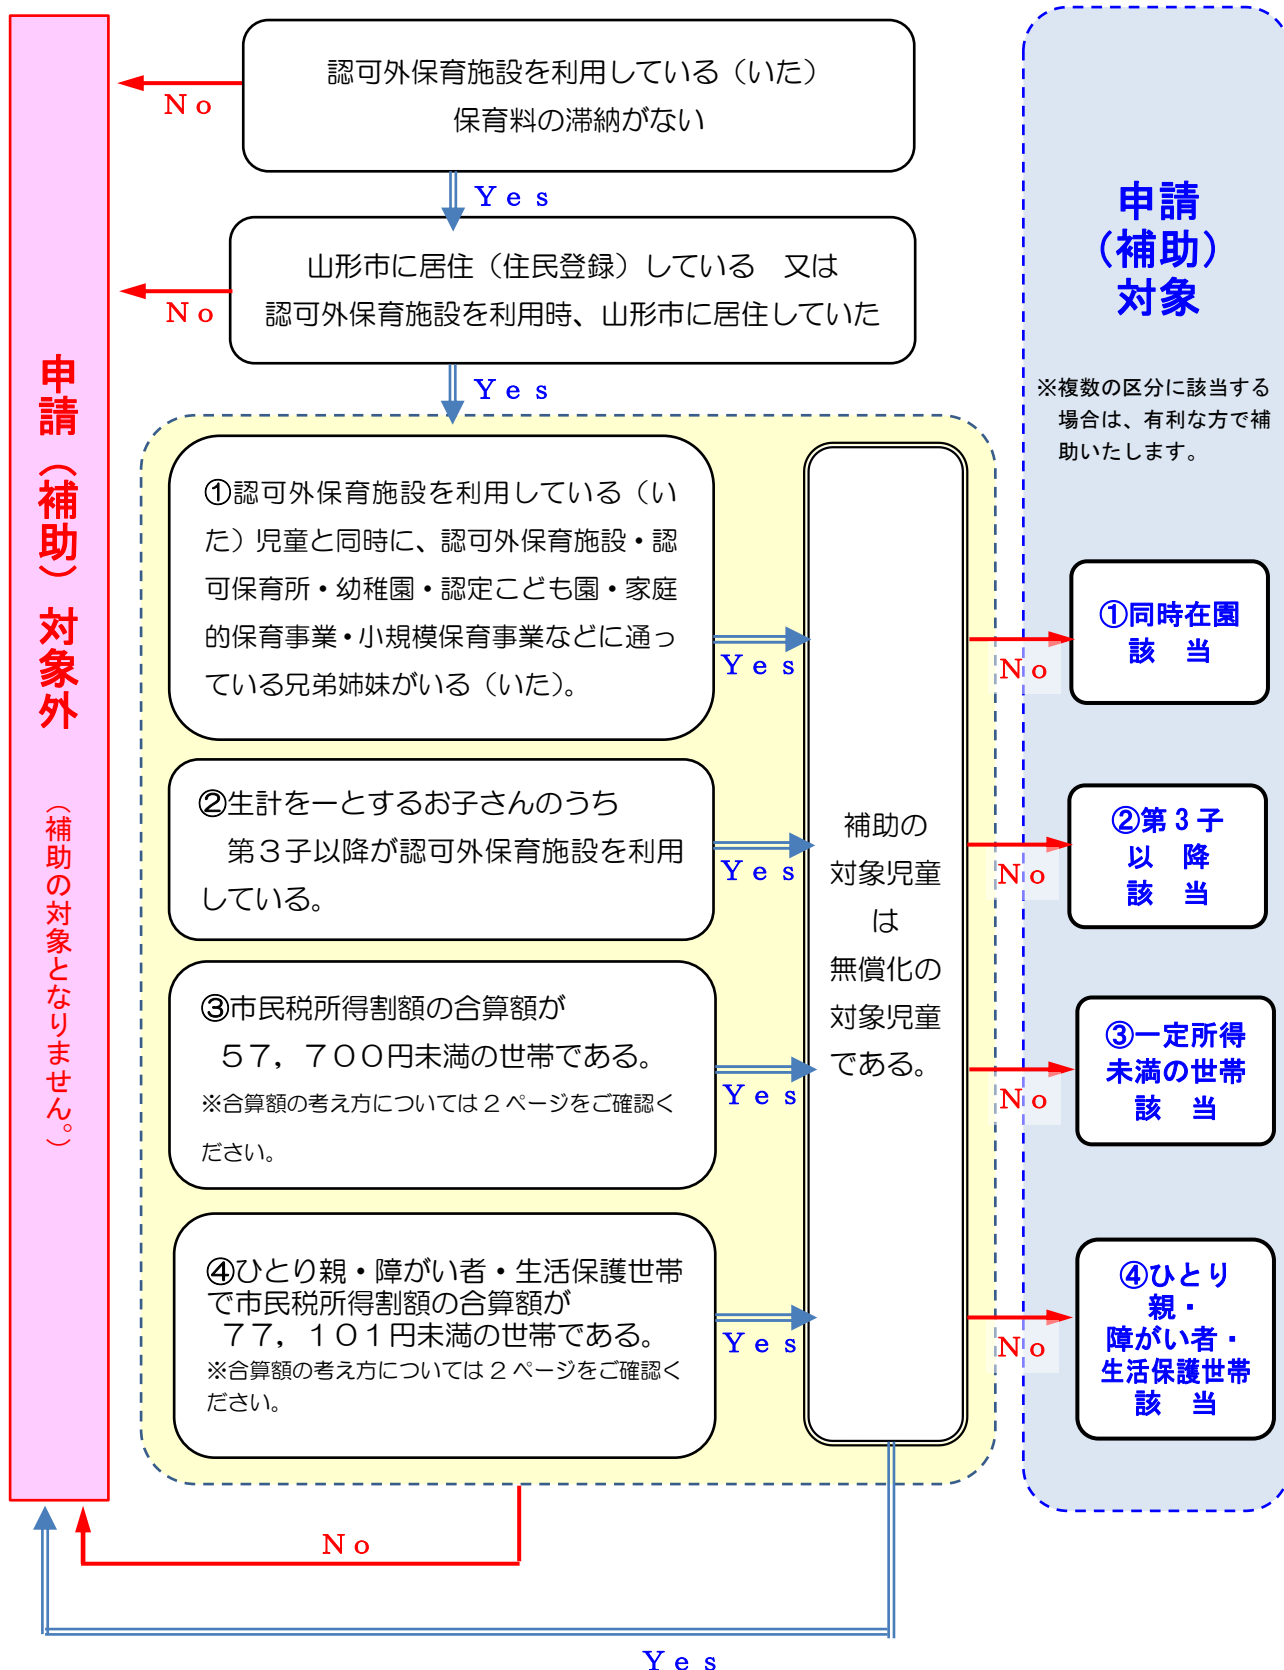 認可外保育施設を利用している（いた）
保育料の滞納がない
No
Yes
山形市に居住（住民登録）している　又は
認可外保育施設を利用時、山形市に居住していた
No
Yes
申請（補助）対象外
（補助の対象となりません。）
①認可外保育施設を利用している（い
た）児童と同時に、認可外保育施設・認
可保育所・幼稚園・認定こども園・家庭
的保育事業・小規模保育事業などに通っ
ている兄弟姉妹がいる（いた）。
Yes
②生計を一とするお子さんのうち
第３子以降が認可外保育施設を利用
している。
Yes
③市民税所得割額の合算額が
５７，７００円未満の世帯である。
※合算額の考え方については２ページをご確認く
ださい。
Yes
④ひとり親・障がい者・生活保護世帯
で市民税所得割額の合算額が
７７，１０１円未満の世帯である。
※合算額の考え方については２ページをご確認く
ださい。
Yes
補助の
対象児童
は
無償化の
対象児童
である。
申請
（補助）
対象
※複数の区分に該当する
場合は、有利な方で補
助いたします。
No
①同時在園
該　当
No
②第３子
以　降
該　当
No
③一定所得
未満の世帯
該　当
No
④ひとり
親・
障がい者・
生活保護世帯
該　当
No
Yes